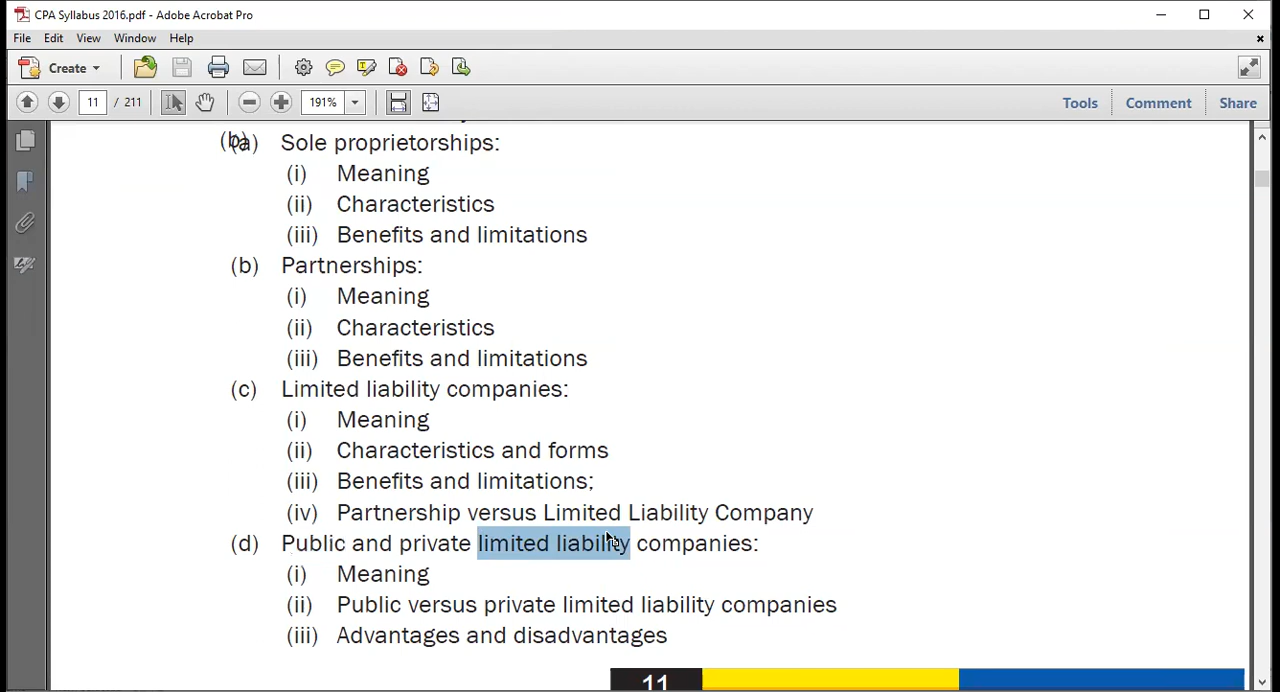 CPA Syllabus 2016.pdf - Adobe Acrobat Pro
File Edit View Window Help
Create
11 / 211 191% Tools Comment Share
(b)
(a) Sole proprietorships:
(i) Meaning
(ii) Characteristics
(iii) Benefits and limitations
(b) Partnerships:
(i) Meaning
(ii) Characteristics
(iii) Benefits and limitations
(c) Limited liability companies:
(i) Meaning
(ii) Characteristics and forms
(iii) Benefits and limitations;
(iv) Partnership versus Limited Liability Company
(d) Public and private limited liability companies:
(i) Meaning
(ii) Public versus private limited liability companies
(iii) Advantages and disadvantages
11